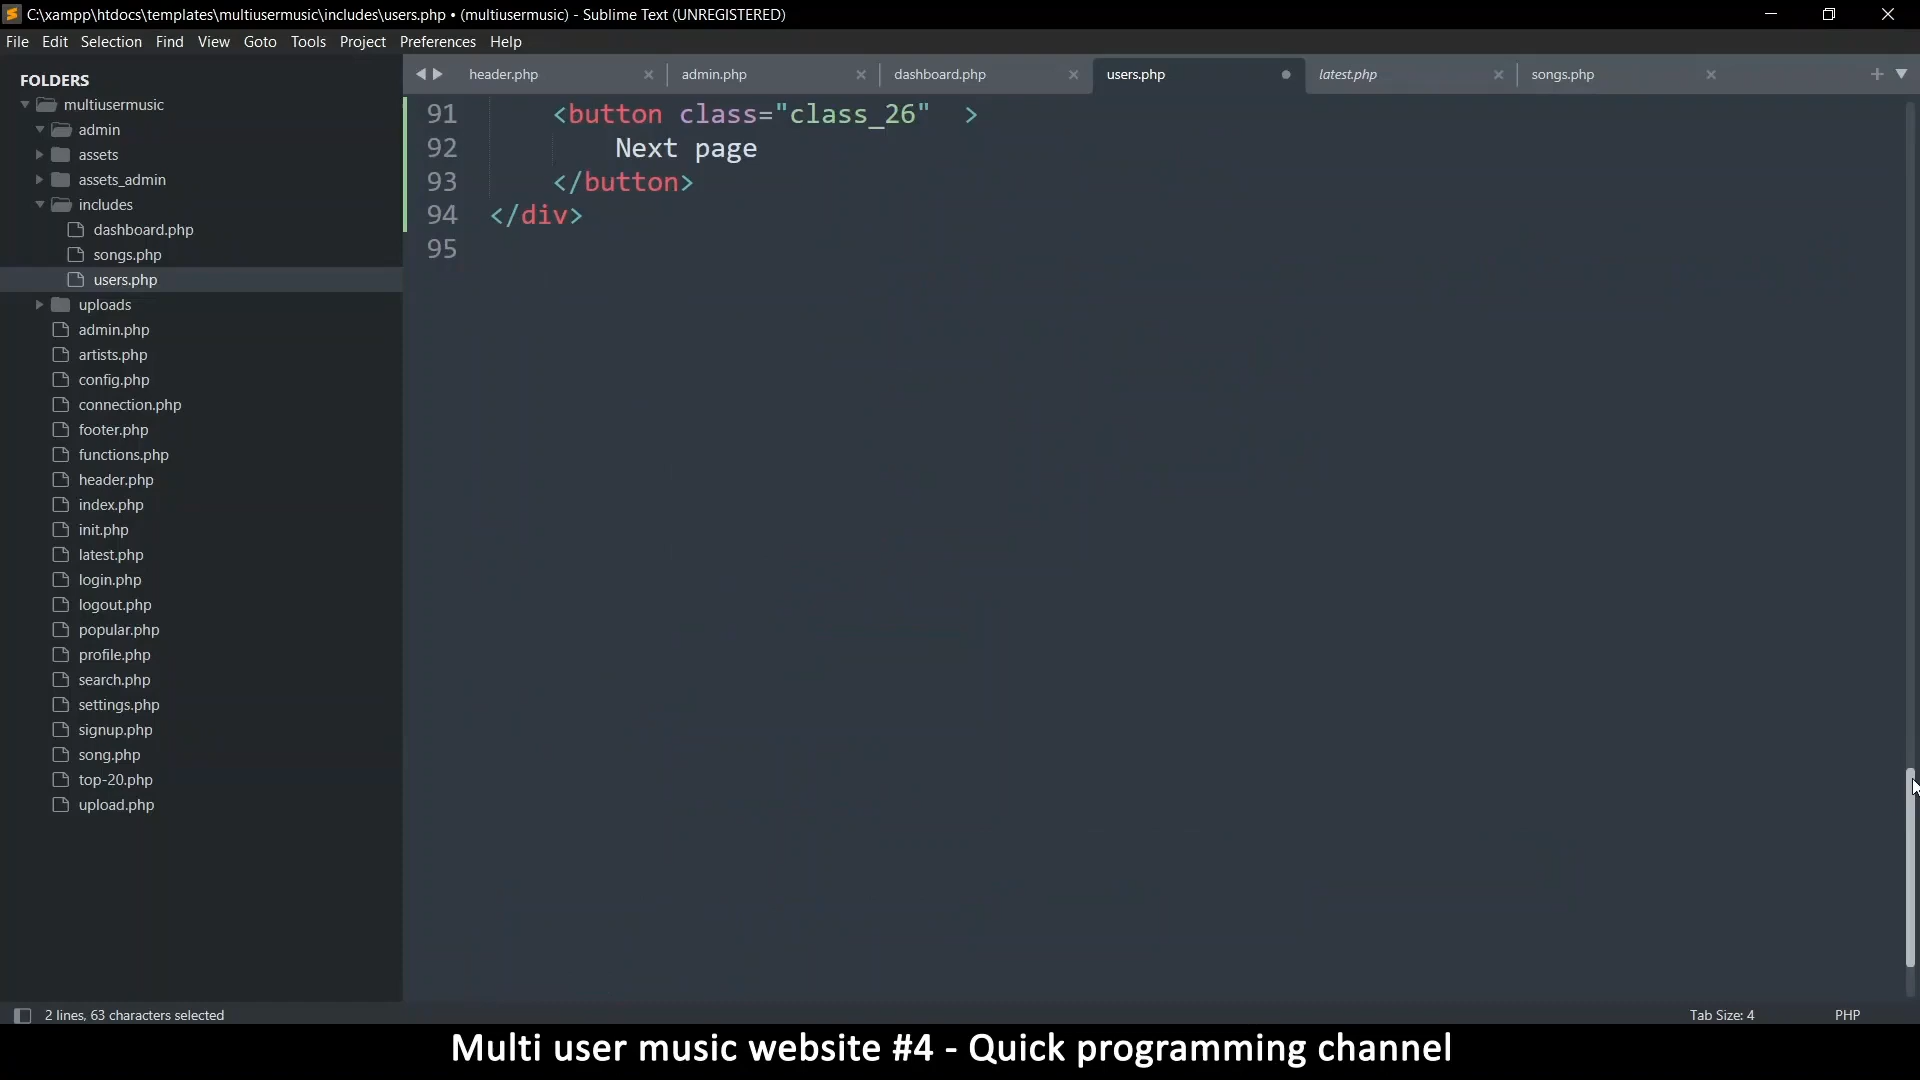 C:\xampp\htdocs\templates\multiusermusic\includes\users.php • (multiusermusic) - Sublime Text (UNREGISTERED)
File Edit Selection Find View Goto Tools Project Preferences Help
FOLDERS
multiusermusic
admin
assets
assets_admin
includes
dashboard.php
songs.php
users.php
uploads
admin.php
artists.php
config.php
connection.php
footer.php
functions.php
header.php
index.php
init.php
latest.php
login.php
logout.php
popular.php
profile.php
search.php
settings.php
signup.php
song.php
top-20.php
upload.php
header.php admin.php dashboard.php users.php latest.php songs.php
91 <button class="class_26" >
92 Next page
93 </button>
94 </div>
95
2 lines, 63 characters selected Tab Size: 4 PHP
Multi user music website #4 - Quick programming channel